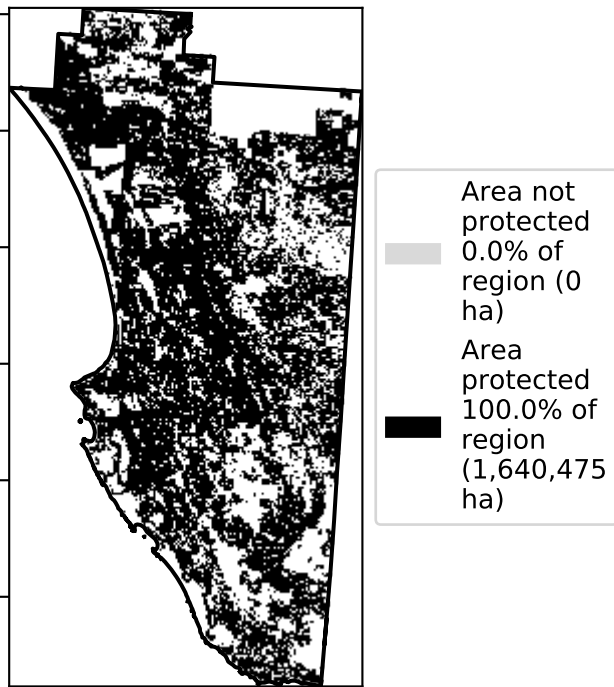 Area not
protected
0.0% of
region (0
ha)
Area
protected
100.0% of
region
(1,640,475
ha)